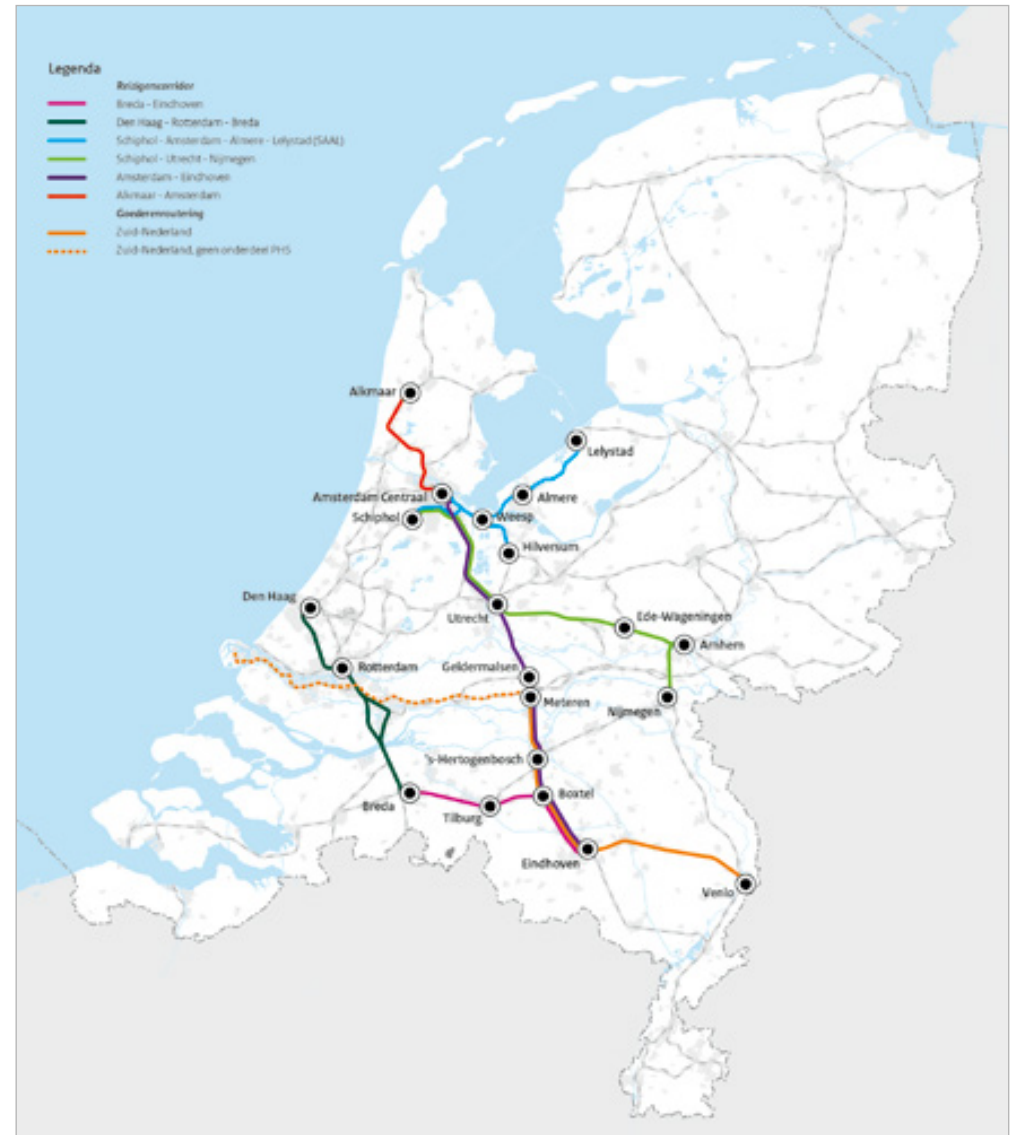 Legenda
Reizigerscorridor
Breda - Eindhoven
Den Haag - Rotterdam - Breda
Schiphol - Amsterdam - Almere - Lelystad (SAAL)
Schiphol - Utrecht - Nijmegen
Amsterdam - Eindhoven
Alkmaar - Amsterdam
Goederenroutering
Zuid-Nederland
Zuid-Nederland, geen onderdeel PHS
Alkmaar
Lelystad
Amsterdam Centraal
Almere
Schiphol
Weesp
Hilversum
Den Haag
Utrecht
Ede-Wageningen
Arnhem
Rotterdam
Geldermalsen
Meteren
Nijmegen
's-Hertogenbosch
Boxtel
Breda
Tilburg
Eindhoven
Venlo